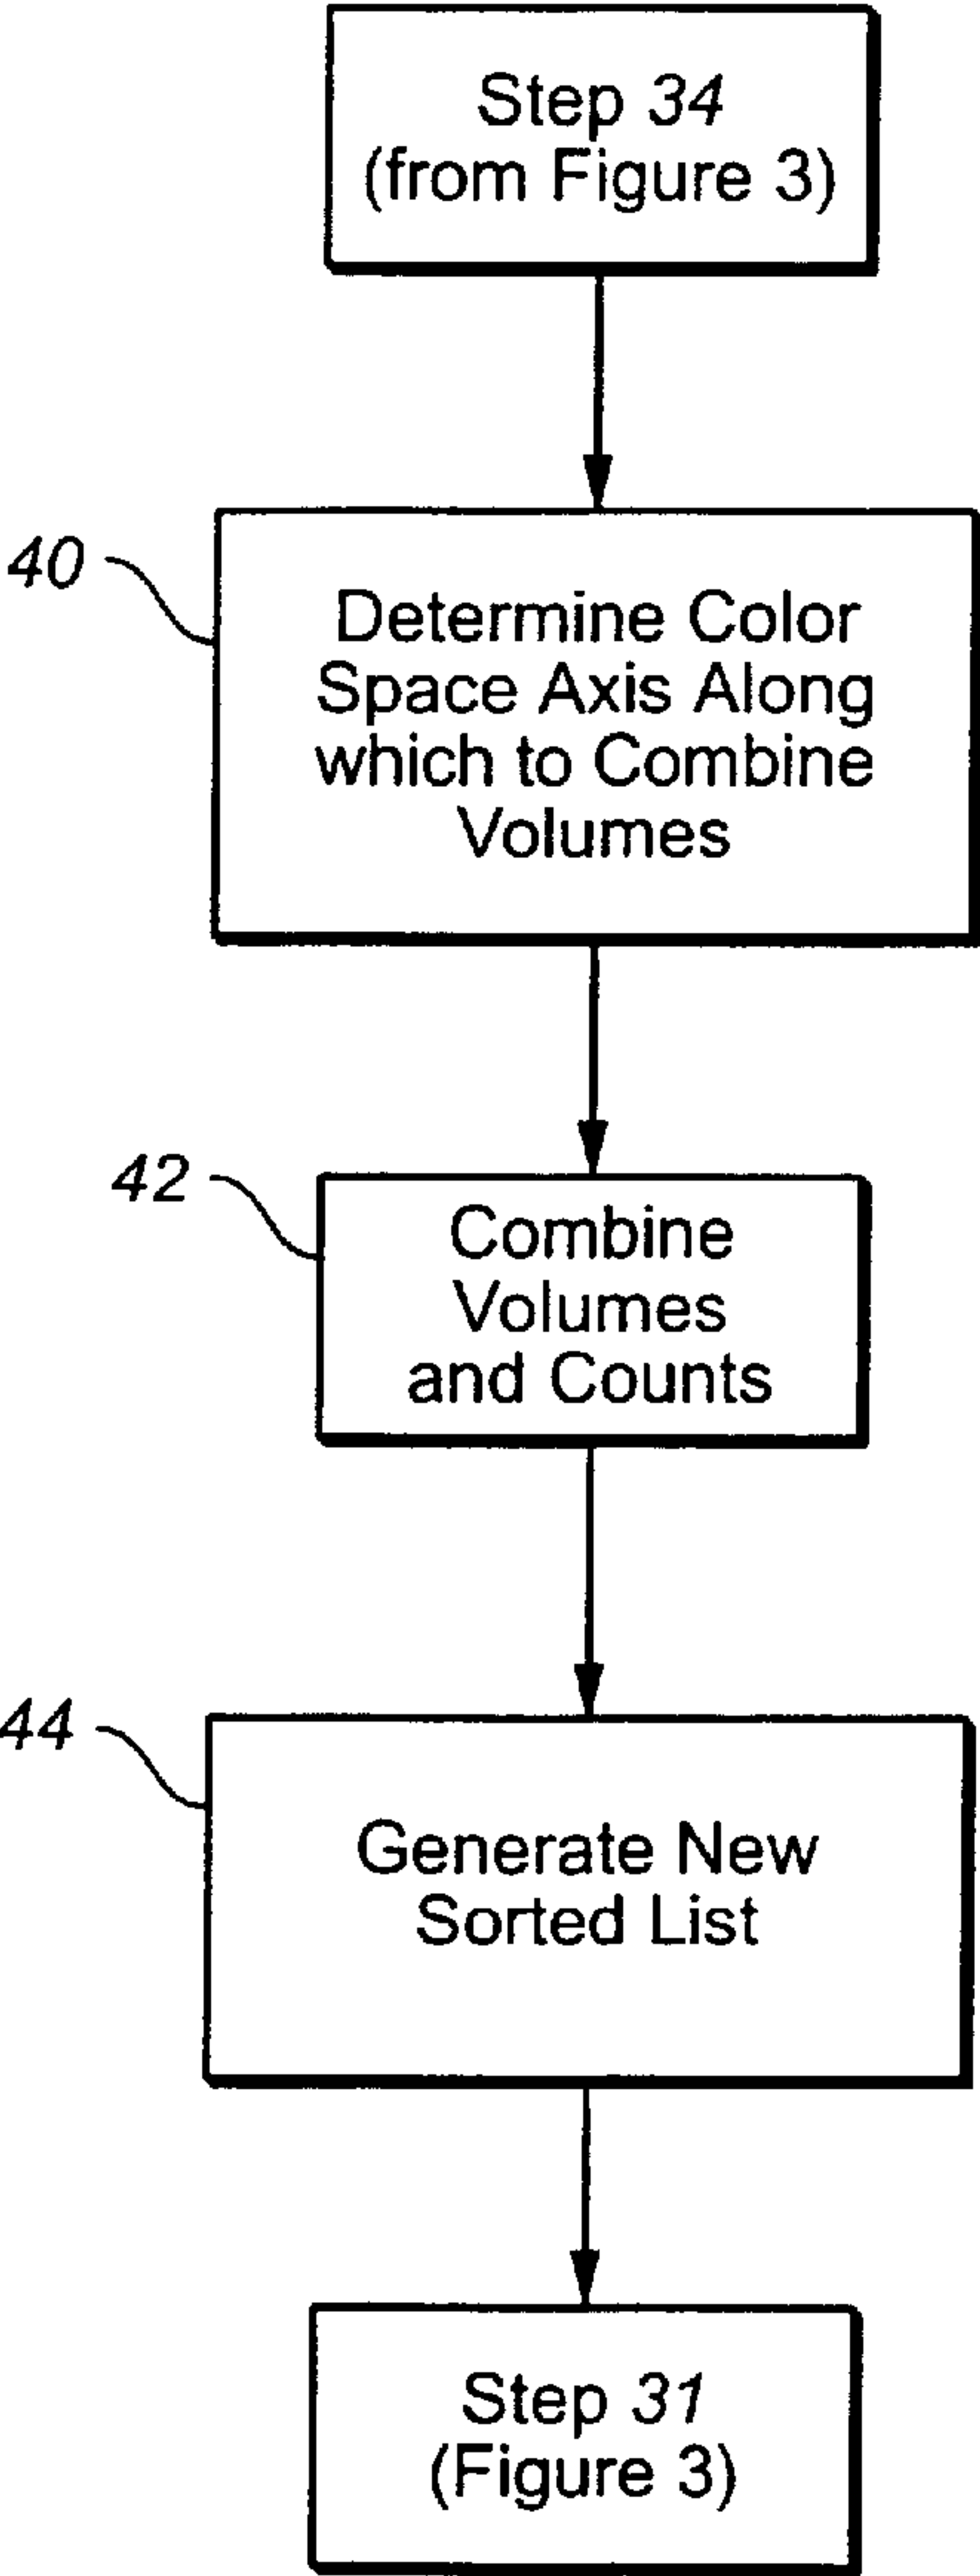 Step 34
(from Figure 3)
40
Determine Color
Space Axis Along
which to Combine
Volumes
42
Combine
Volumes
and Counts
44
Generate New
Sorted List
Step 31
(Figure 3)